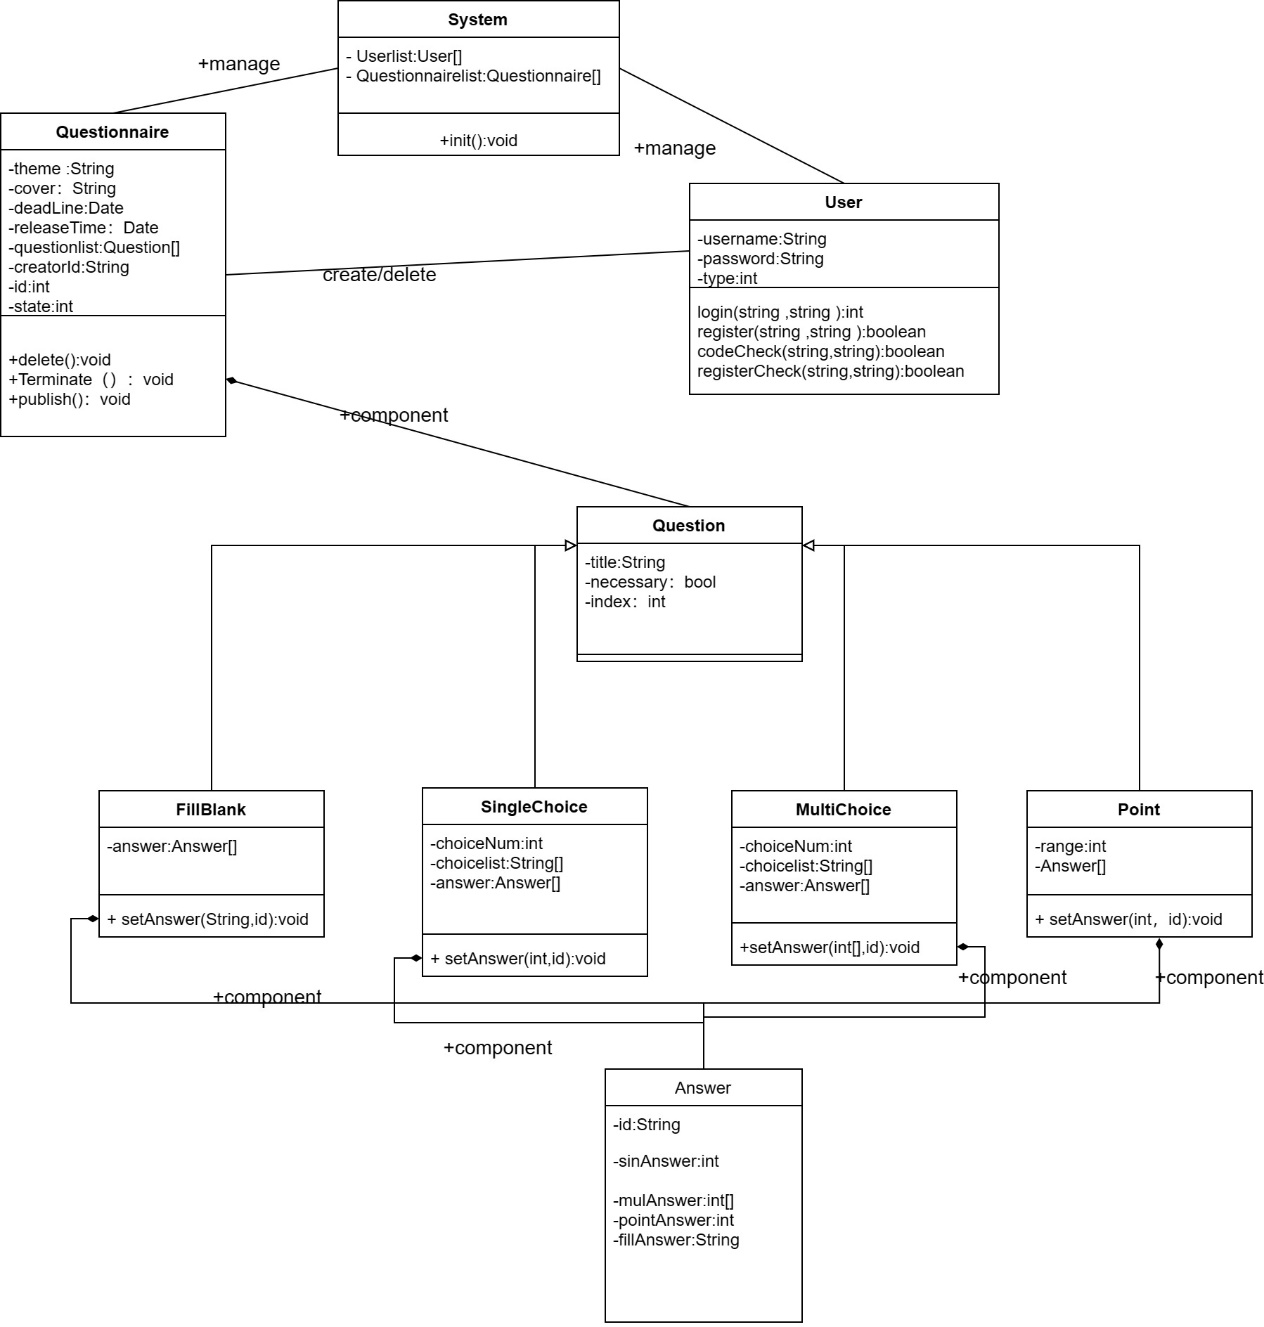 System
- Userlist:User[]
- Questionnairelist:Questionnaire[]
+init():void
+manage
+manage
Questionnaire
-theme :String
-cover：String
-deadLine:Date
-releaseTime：Date
-questionlist:Question[]
-creatorId:String
-id:int
-state:int
+delete():void
+Terminate（）：void
+publish()：void
User
-username:String
-password:String
-type:int
login(string ,string ):int
register(string ,string ):boolean
codeCheck(string,string):boolean
registerCheck(string,string):boolean
create/delete
+component
Question
-title:String
-necessary：bool
-index：int
FillBlank
-answer:Answer[]
+ setAnswer(String,id):void
SingleChoice
-choiceNum:int
-choicelist:String[]
-answer:Answer[]
+ setAnswer(int,id):void
MultiChoice
-choiceNum:int
-choicelist:String[]
-answer:Answer[]
+setAnswer(int[],id):void
Point
-range:int
-Answer[]
+ setAnswer(int，id):void
+component
+component
+component
+component
Answer
-id:String
-sinAnswer:int
-mulAnswer:int[]
-pointAnswer:int
-fillAnswer:String